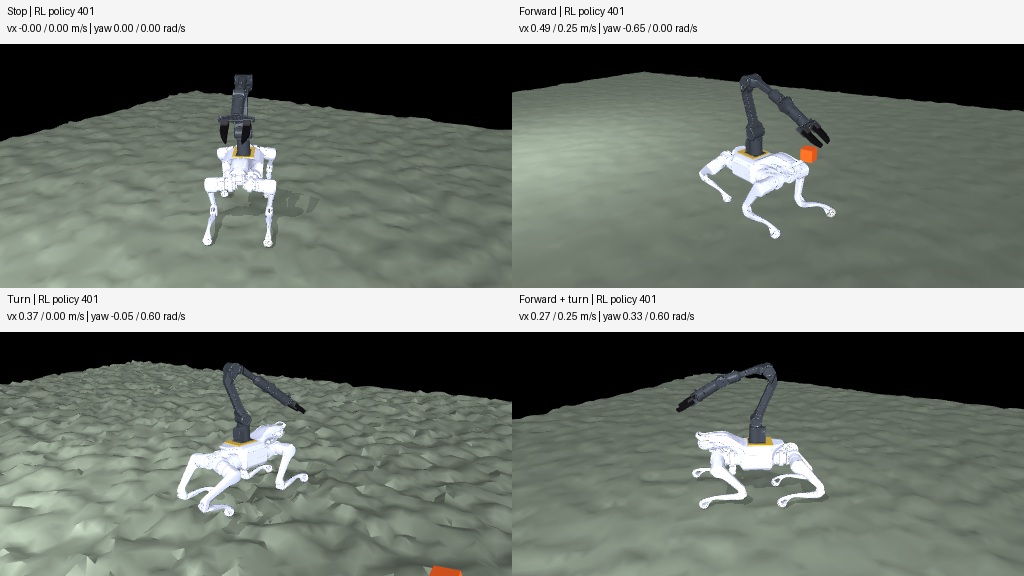 Stop | RL policy 401
vx -0.00 / 0.00 m/s | yaw 0.00 / 0.00 rad/s
Forward | RL policy 401
vx 0.49 / 0.25 m/s | yaw -0.65 / 0.00 rad/s
Turn | RL policy 401
vx 0.37 / 0.00 m/s | yaw -0.05 / 0.60 rad/s
Forward + turn | RL policy 401
vx 0.27 / 0.25 m/s | yaw 0.33 / 0.60 rad/s